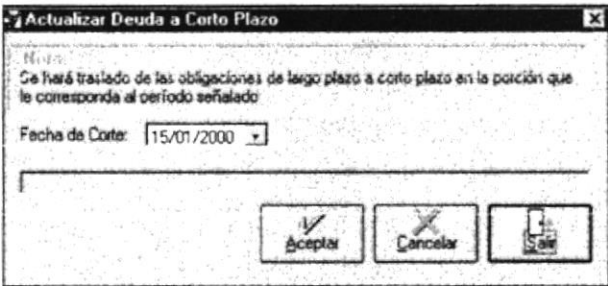 Actualizar Deuda a Corto Plazo
Nota:
Se hará traslado de las obligaciones de largo plazo a corto plazo en la porción que
le corresponda al período señalado
Fecha de Corte: 15/01/2000
Aceptar Cancelar Salir